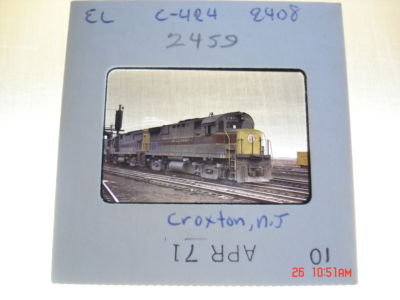 EL C-424 2408
2459
Croxton, N.J
APR 71 10
26 10:51AM